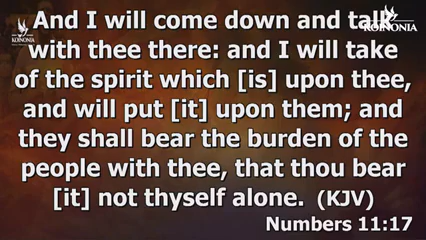 KOINONIA
KOINONIA
And I will come down and talk
with thee there: and I will take
of the spirit which [is] upon thee,
and will put [it] upon them; and
they shall bear the burden of the
people with thee, that thou bear
[it] not thyself alone. (KJV)
Numbers 11:17